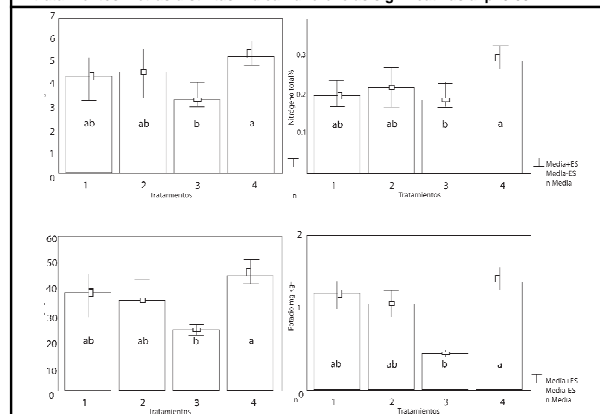 7
6
5
4
3
2
1
0
ab
ab
b
a
1
2
3
4
Tratamientos
n
Nitrógeno total%
0.3
0.2
0.1
ab
ab
b
a
1
2
3
4
Tratamientos
Media+ES
Media-ES
n Media
60
50
40
30
20
10
0
ab
ab
b
a
1
2
3
4
Tratamientos
n
2
1
0
ab
ab
b
a
1
2
3
4
Tratamientos
Media+ES
Media-ES
n Media